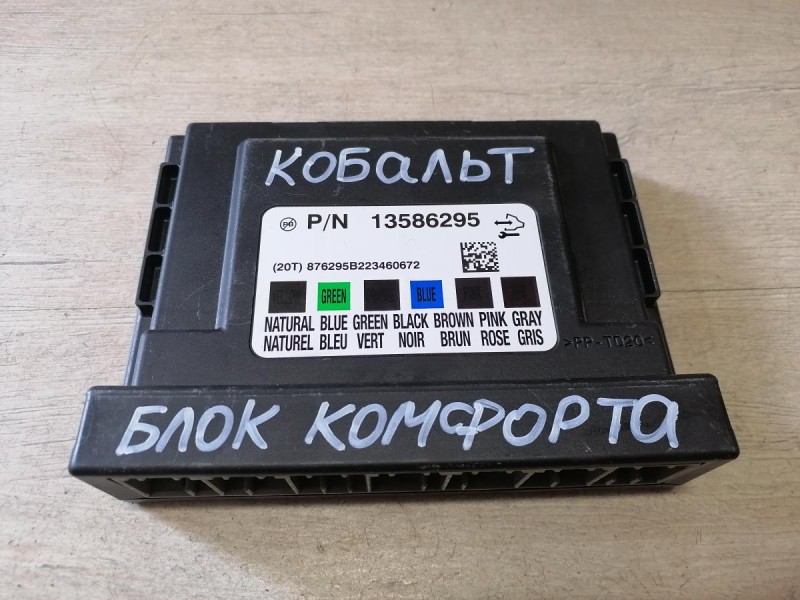 КОБАЛЬТ
P/N 13586295
(20T) 876295B223460672
GREEN BLUE
NATURAL BLUE GREEN BLACK BROWN PINK GRAY
NATUREL BLEU VERT NOIR BRUN ROSE GRIS
>PP-TD20<
БЛОК КОМФОРТА